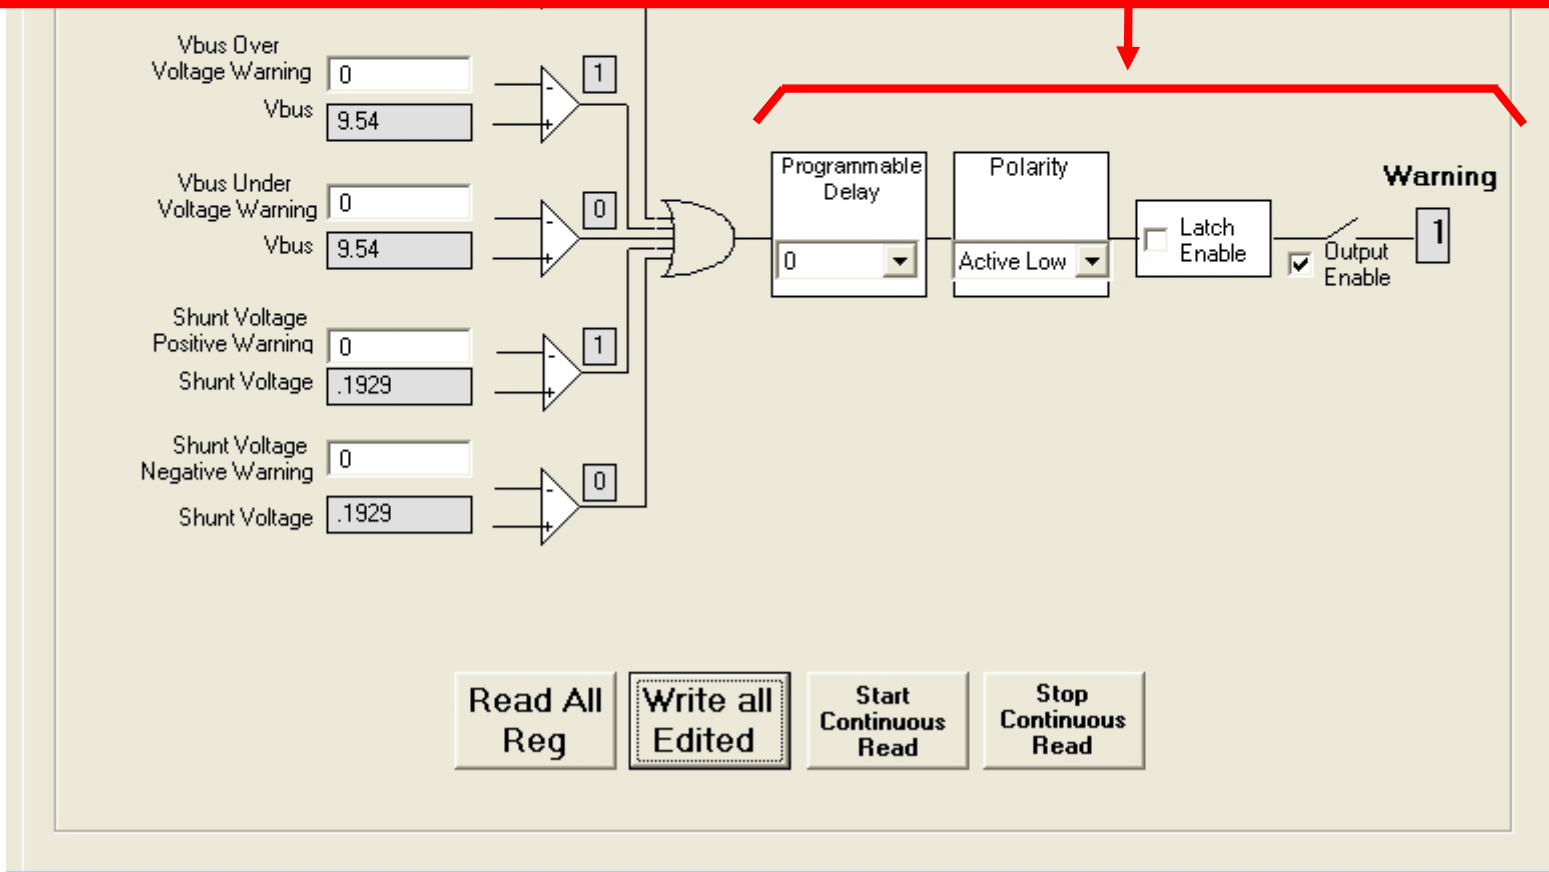 Vbus Over
Voltage Warning
0
Vbus
9.54
-
+
1
Vbus Under
Voltage Warning
0
Vbus
9.54
-
+
0
Shunt Voltage
Positive Warning
0
Shunt Voltage
.1929
-
+
1
Shunt Voltage
Negative Warning
0
Shunt Voltage
.1929
-
+
0
Programmable
Delay
0
Polarity
Active Low
Latch
Enable
Output
Enable
Warning
1
Read All
Reg
Write all
Edited
Start
Continuous
Read
Stop
Continuous
Read